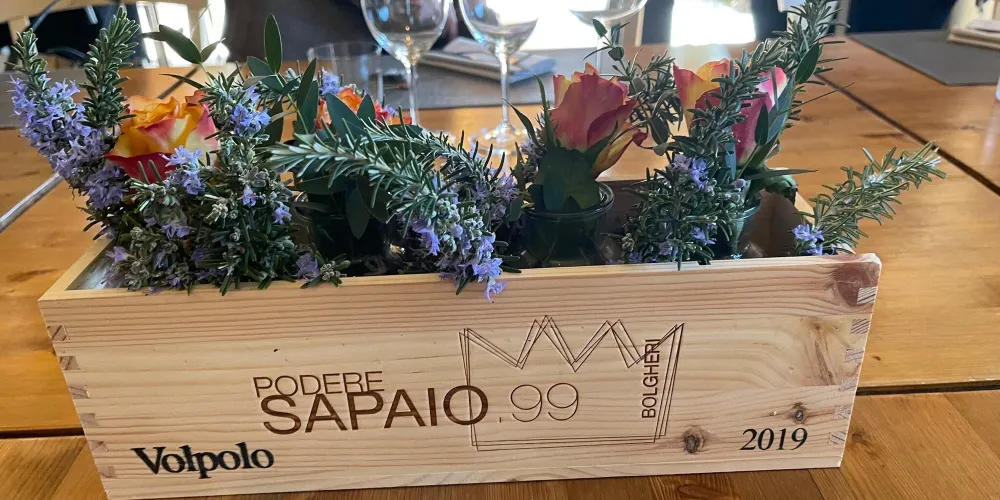 PODERE
SAPAIO.99
BOLGHERI
Volpolo
2019